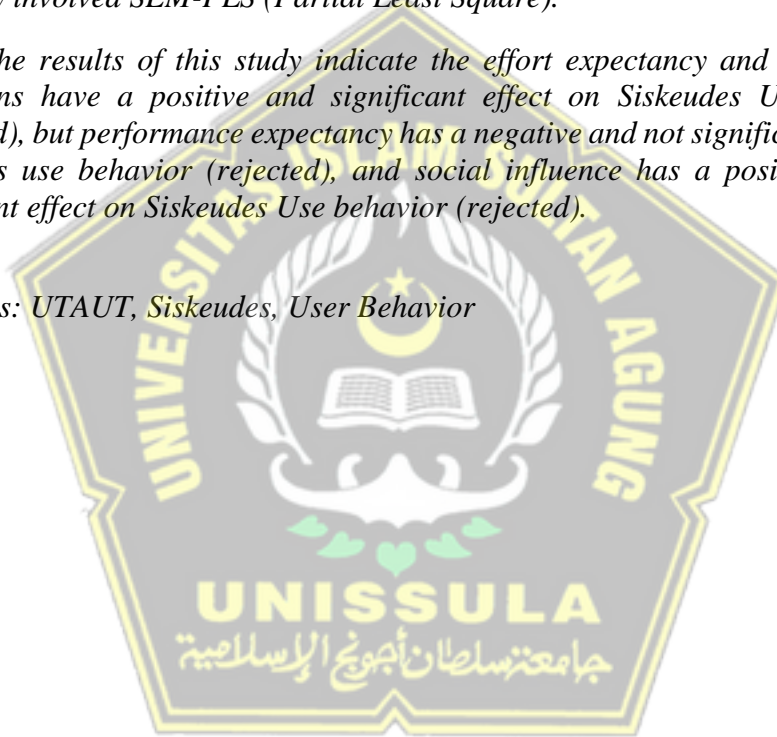 y involved SEM-PLS (Partial Least Square).
he results of this study indicate the effort expectancy and
ns have a positive and significant effect on Siskeudes U
d), but performance expectancy has a negative and not signific
s use behavior (rejected), and social influence has a posi
nt effect on Siskeudes Use behavior (rejected).
s: UTAUT, Siskeudes, User Behavior
UNIVERSITAS ISLAM SULTAN AGUNG
UNISSULA
جامعة سلطان أجونج الإسلامية